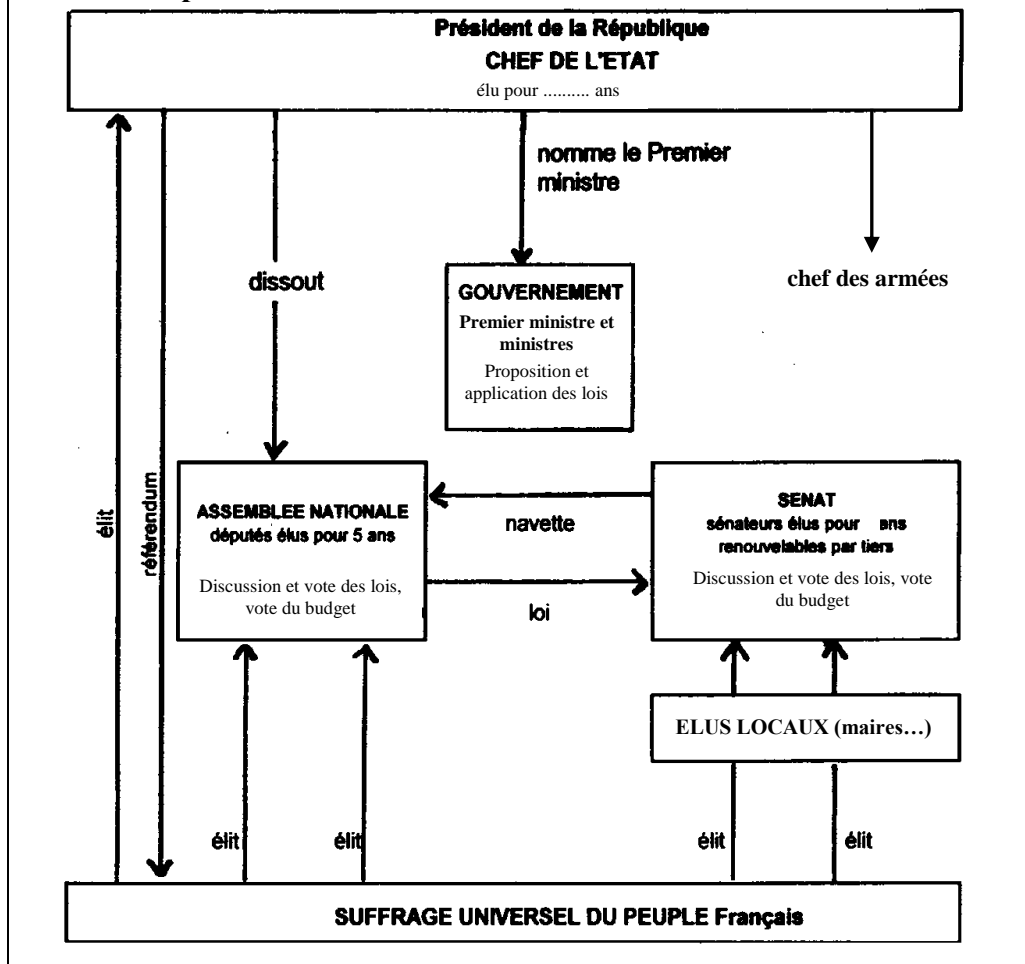 Président de la République
CHEF DE L'ETAT
élu pour .......... ans
nomme le Premier
ministre
dissout
chef des armées
GOUVERNEMENT
Premier ministre et
ministres
Proposition et
application des lois
élit
référendum
ASSEMBLEE NATIONALE
députés élus pour 5 ans
Discussion et vote des lois,
vote du budget
navette
loi
SENAT
sénateurs élus pour ans
renouvelables par tiers
Discussion et vote des lois, vote
du budget
ELUS LOCAUX (maires…)
élit
élit
élit
élit
SUFFRAGE UNIVERSEL DU PEUPLE Français